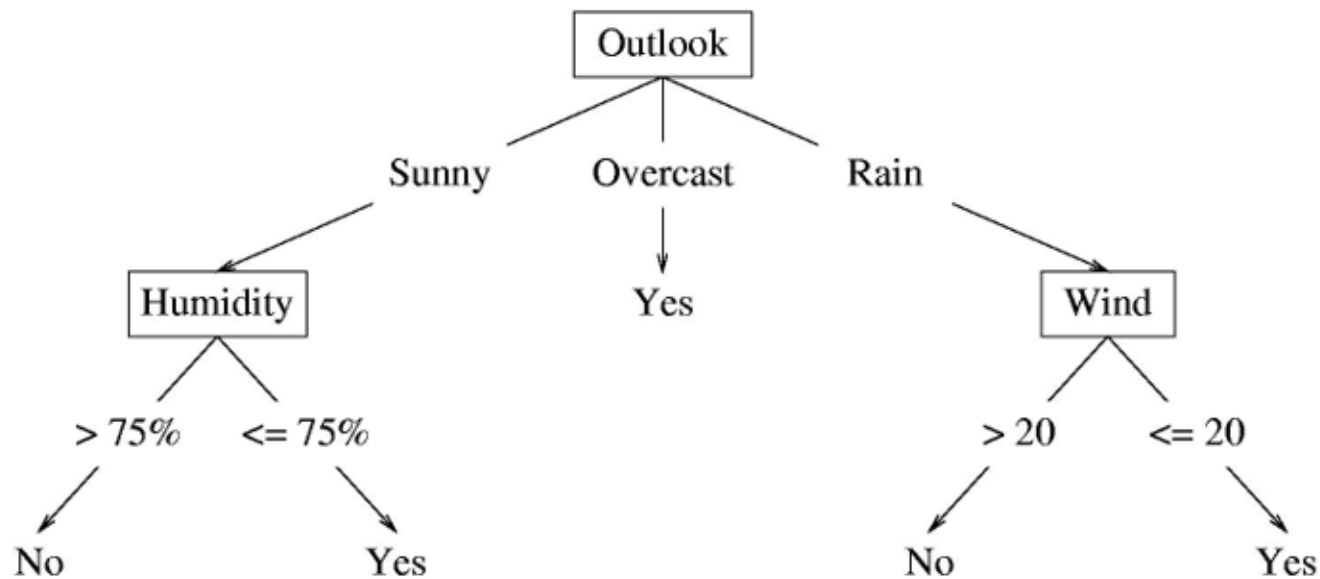 Outlook
Sunny Overcast Rain
Humidity Yes Wind
> 75% <= 75% > 20 <= 20
No Yes No Yes